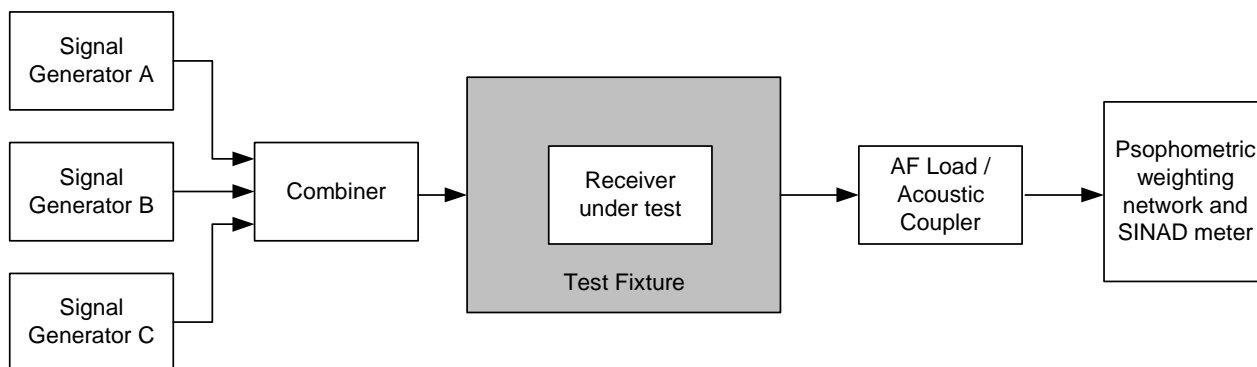 Signal
Generator A
Signal
Generator B
Signal
Generator C
Combiner
Receiver
under test
Test Fixture
AF Load /
Acoustic
Coupler
Psophometric
weighting
network and
SINAD meter